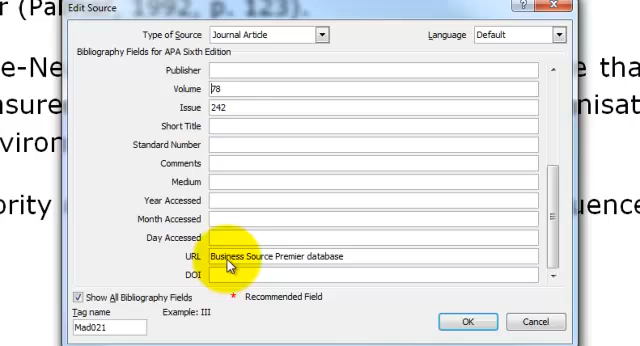 r (Pa , 1992, p. 123).
Edit Source
Type of Source Journal Article Language Default
Bibliography Fields for APA Sixth Edition
Publisher
Volume 78
Issue 242
Short Title
Standard Number
Comments
Medium
Year Accessed
Month Accessed
Day Accessed
URL Business Source Premier database
DOI
Show All Bibliography Fields * Recommended Field
Tag name Example: III
Mad021
OK Cancel
e-Ne e tha
nsure nisat
viron
ority uence